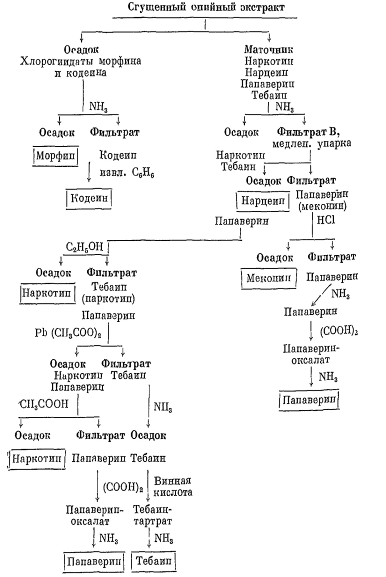 Сгущенный опийный экстракт
Осадок Маточник
Хлорогидаты морфина Наркотин
и кодеина Нарцеин
Папаверин
Тебаин
NH3 NH3
Осадок Фильтрат Осадок Фильтрат В,
медлен. упарка
Морфин Кодеин Наркотин
извл. C6H6 Тебаин
Осадок Фильтрат
Кодеин Нарцеин Папаверин
(меконин)
Папаверин HCl
C2H5OH
Осадок Фильтрат Осадок Фильтрат
Наркотин Тебаин Меконин Папаверин
(наркотин) NH3
Папаверин Папаверин
Pb (CH3COO)2 (COOH)2
Осадок Фильтрат Папаверин-
Наркотин Тебаин оксалат
Папаверин NH3
CH3COOH NH3 Папаверин
Осадок Фильтрат Осадок
Наркотин Папаверин Тебаин
(COOH)2 Винная
кислота
Папаверин- Тебаин-
оксалат тартрат
NH3 NH3
Папаверин Тебаин